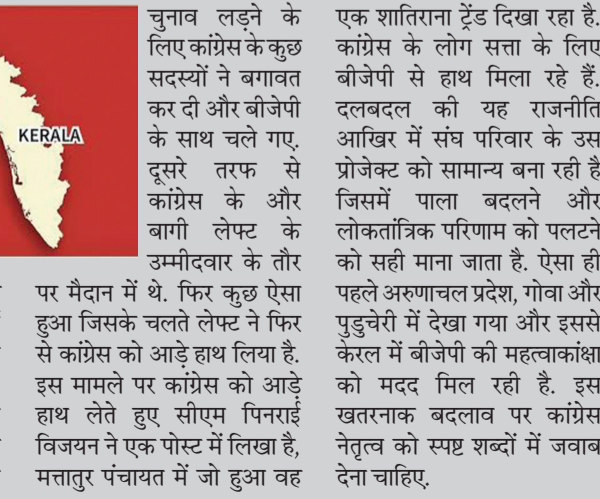 KERALA
चुनाव लड़ने के
लिए कांग्रेस के कुछ
सदस्यों ने बगावत
कर दी और बीजेपी
के साथ चले गए.
दूसरे तरफ से
कांग्रेस के और
बागी लेफ्ट के
उम्मीदवार के तौर
पर मैदान में थे. फिर कुछ ऐसा
हुआ जिसके चलते लेफ्ट ने फिर
से कांग्रेस को आड़े हाथ लिया है.
इस मामले पर कांग्रेस को आड़े
हाथ लेते हुए सीएम पिनराई
विजयन ने एक पोस्ट में लिखा है,
मत्तातुर पंचायत में जो हुआ वह
एक शातिराना ट्रेंड दिखा रहा है.
कांग्रेस के लोग सत्ता के लिए
बीजेपी से हाथ मिला रहे हैं.
दलबदल की यह राजनीति
आखिर में संघ परिवार के उस
प्रोजेक्ट को सामान्य बना रही है
जिसमें पाला बदलने और
लोकतांत्रिक परिणाम को पलटने
को सही माना जाता है. ऐसा ही
पहले अरुणाचल प्रदेश, गोवा और
पुडुचेरी में देखा गया और इससे
केरल में बीजेपी की महत्वाकांक्षा
को मदद मिल रही है. इस
खतरनाक बदलाव पर कांग्रेस
नेतृत्व को स्पष्ट शब्दों में जवाब
देना चाहिए.